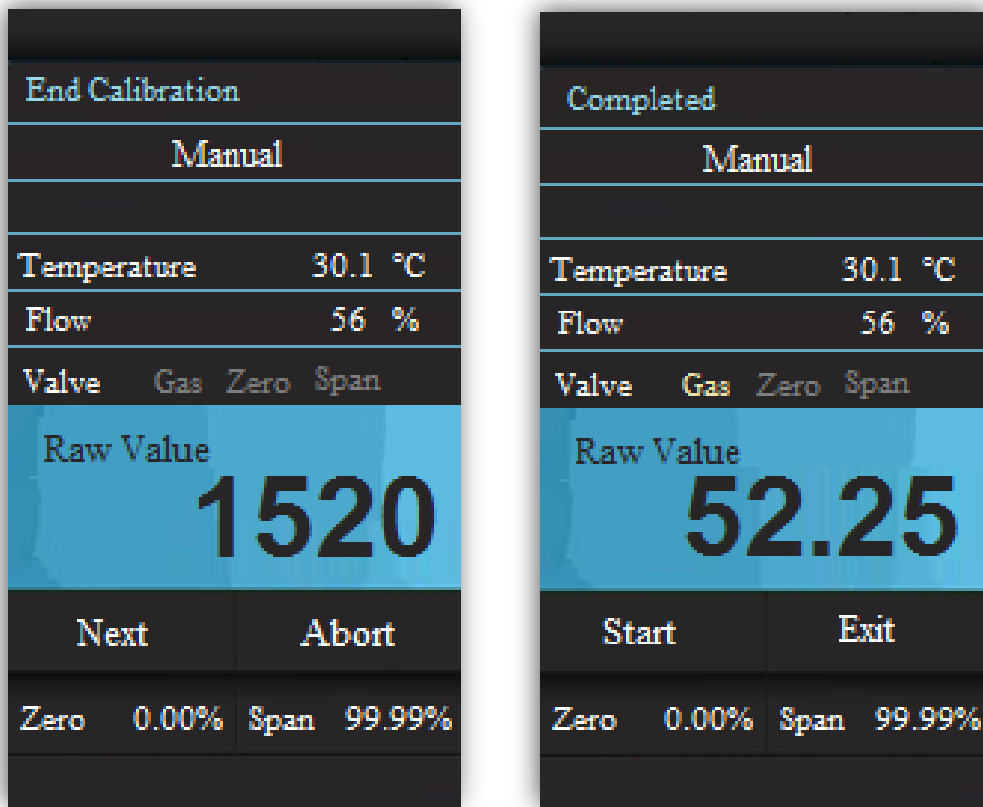 End Calibration
Manual
Temperature 30.1 °C
Flow 56 %
Valve Gas Zero Span
Raw Value
1520
Next Abort
Zero 0.00% Span 99.99%
Completed
Manual
Temperature 30.1 °C
Flow 56 %
Valve Gas Zero Span
Raw Value
52.25
Start Exit
Zero 0.00% Span 99.99%